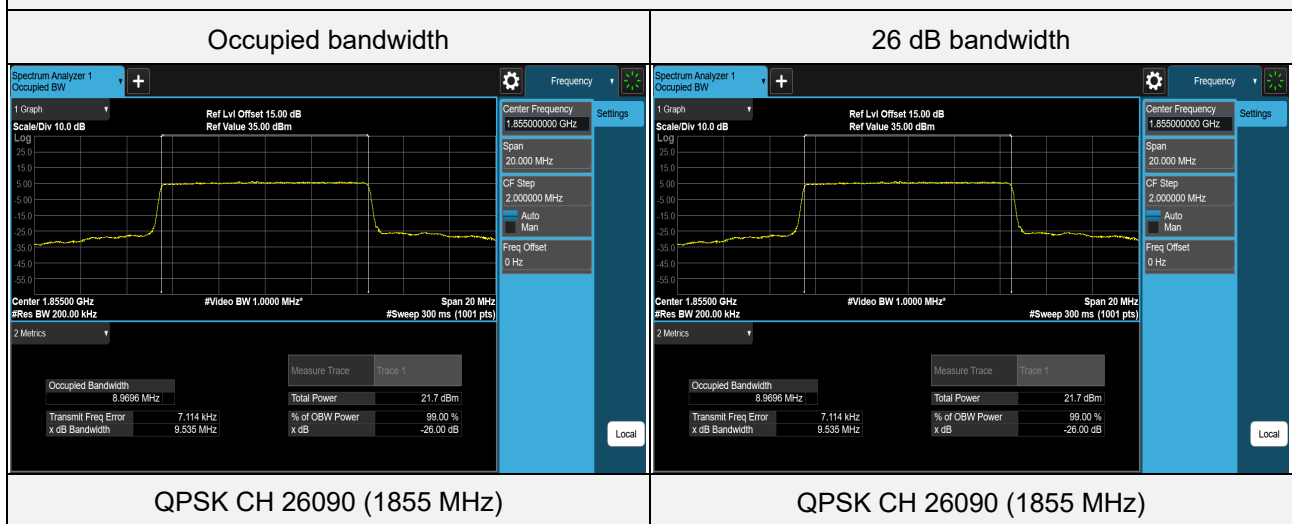 Occupied bandwidth
26 dB bandwidth
Spectrum Analyzer 1
Occupied BW
+
Frequency
1 Graph
Scale/Div 10.0 dB
Ref Lvl Offset 15.00 dB
Ref Value 35.00 dBm
Log
25.0
15.0
5.00
-5.00
-15.0
-25.0
-35.0
-45.0
-55.0
Center 1.85500 GHz
#Res BW 200.00 kHz
#Video BW 1.0000 MHz*
Span 20 MHz
#Sweep 300 ms (1001 pts)
Center Frequency
1.855000000 GHz
Settings
Span
20.000 MHz
CF Step
2.000000 MHz
Auto
Man
Freq Offset
0 Hz
2 Metrics
Measure Trace Trace 1
Occupied Bandwidth
8.9696 MHz
Total Power 21.7 dBm
Transmit Freq Error 7.114 kHz
% of OBW Power 99.00 %
x dB Bandwidth 9.535 MHz
x dB -26.00 dB
Local
Spectrum Analyzer 1
Occupied BW
+
Frequency
1 Graph
Scale/Div 10.0 dB
Ref Lvl Offset 15.00 dB
Ref Value 35.00 dBm
Log
25.0
15.0
5.00
-5.00
-15.0
-25.0
-35.0
-45.0
-55.0
Center 1.85500 GHz
#Res BW 200.00 kHz
#Video BW 1.0000 MHz*
Span 20 MHz
#Sweep 300 ms (1001 pts)
Center Frequency
1.855000000 GHz
Settings
Span
20.000 MHz
CF Step
2.000000 MHz
Auto
Man
Freq Offset
0 Hz
2 Metrics
Measure Trace Trace 1
Occupied Bandwidth
8.9696 MHz
Total Power 21.7 dBm
Transmit Freq Error 7.114 kHz
% of OBW Power 99.00 %
x dB Bandwidth 9.535 MHz
x dB -26.00 dB
Local
QPSK CH 26090 (1855 MHz)
QPSK CH 26090 (1855 MHz)